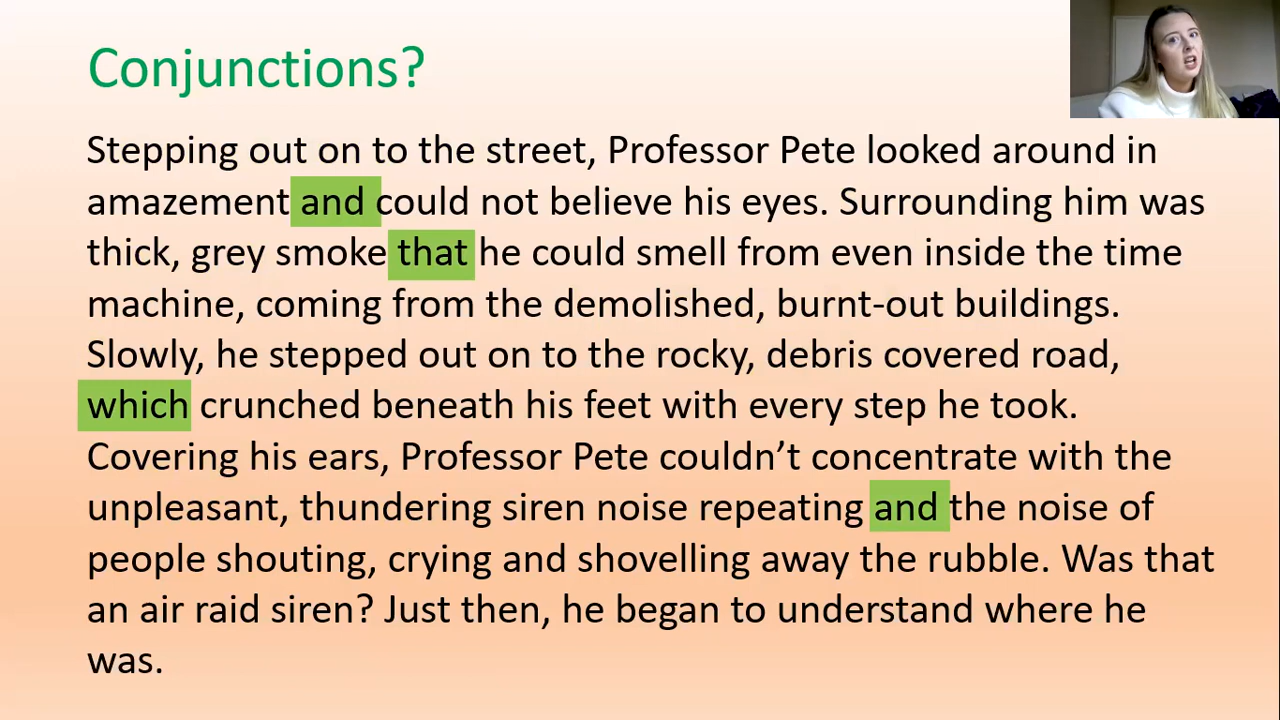 Conjunctions?
Stepping out on to the street, Professor Pete looked around in
amazement and could not believe his eyes. Surrounding him was
thick, grey smoke that he could smell from even inside the time
machine, coming from the demolished, burnt-out buildings.
Slowly, he stepped out on to the rocky, debris covered road,
which crunched beneath his feet with every step he took.
Covering his ears, Professor Pete couldn’t concentrate with the
unpleasant, thundering siren noise repeating and the noise of
people shouting, crying and shovelling away the rubble. Was that
an air raid siren? Just then, he began to understand where he
was.